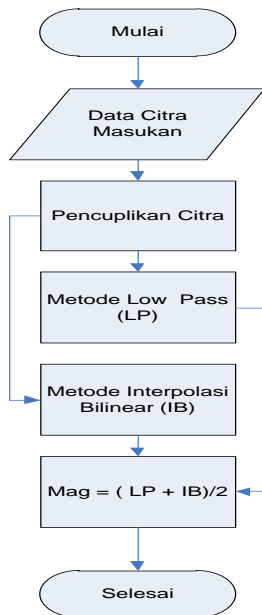 Mulai
Data Citra
Masukan
Pencuplikan Citra
Metode Low Pass
(LP)
Metode Interpolasi
Bilinear (IB)
Mag = ( LP + IB)/2
Selesai